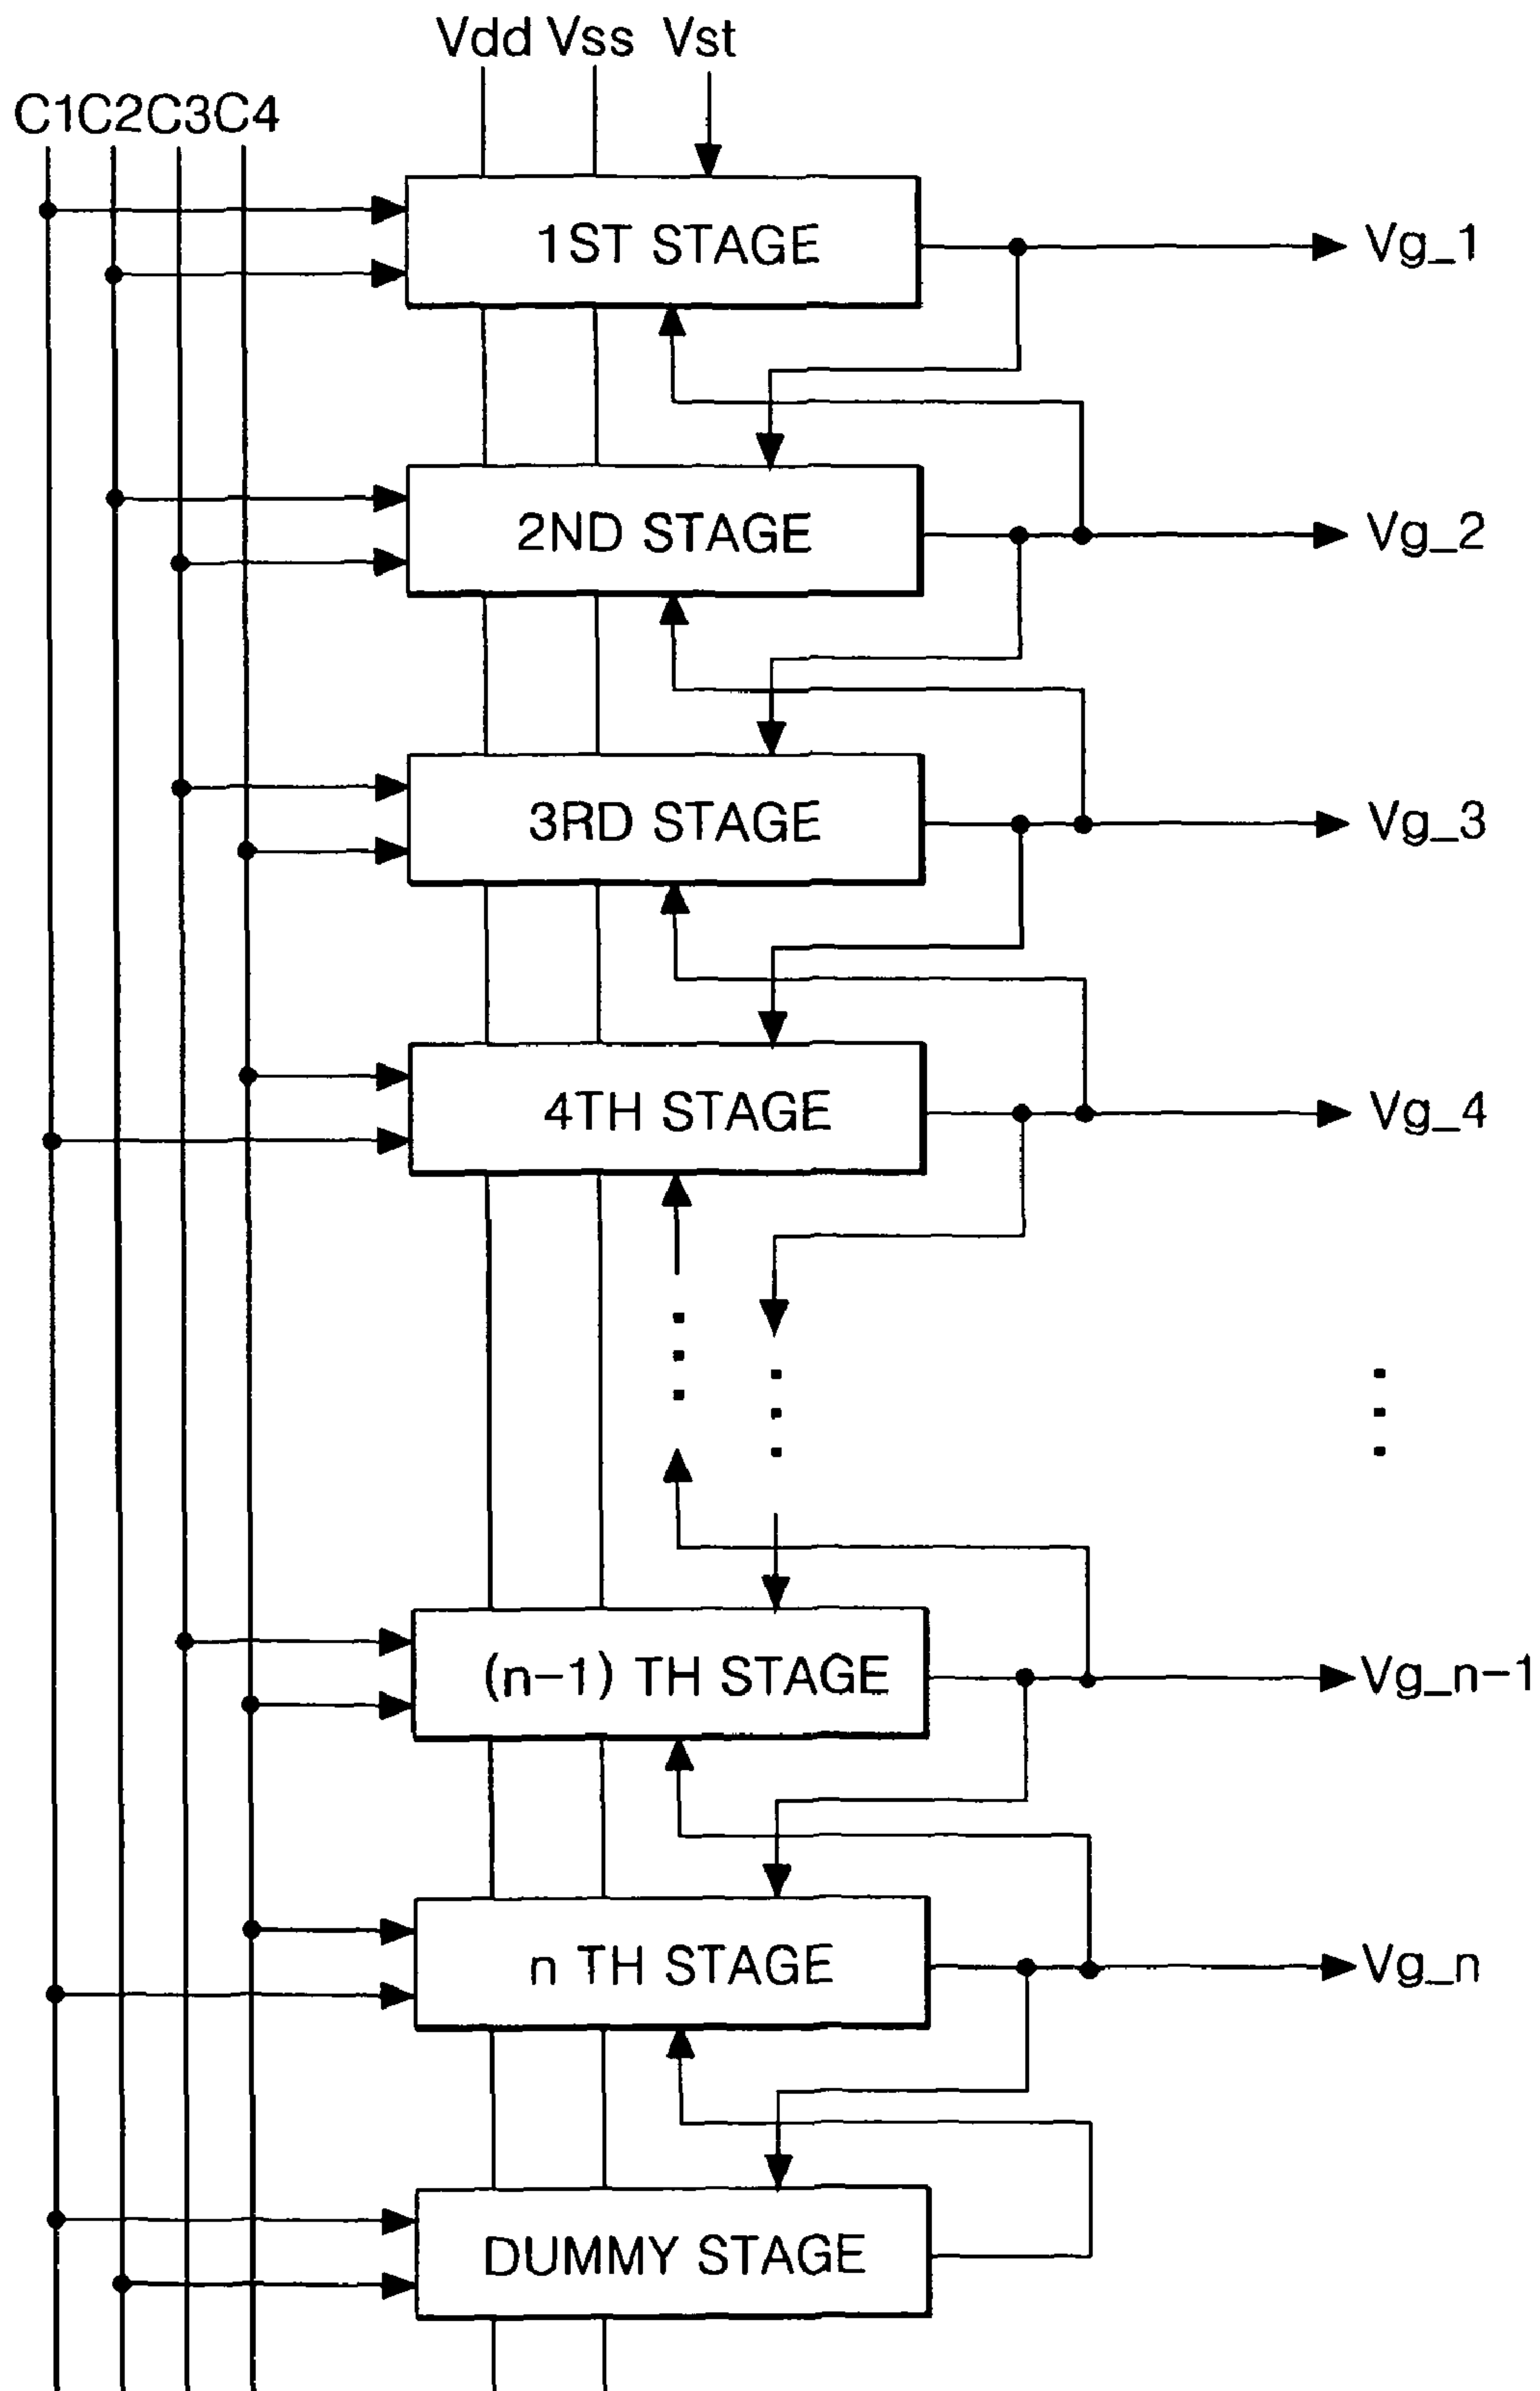 Vdd Vss Vst
C1C2C3C4
1ST STAGE
Vg_1
2ND STAGE
Vg_2
3RD STAGE
Vg_3
4TH STAGE
Vg_4
(n-1) TH STAGE
Vg_n-1
n TH STAGE
Vg_n
DUMMY STAGE